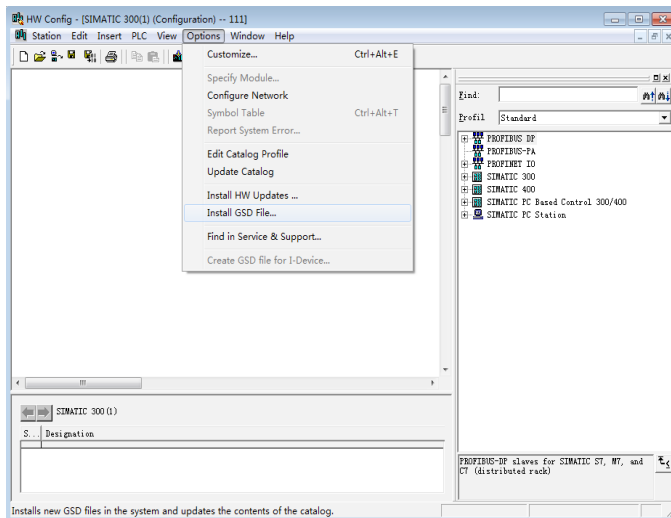 HW Config - [SIMATIC 300(1) (Configuration) -- 111]
Station Edit Insert PLC View Options Window Help
Customize... Ctrl+Alt+E
Specify Module...
Configure Network
Symbol Table Ctrl+Alt+T
Report System Error...
Edit Catalog Profile
Update Catalog
Install HW Updates ...
Install GSD File...
Find in Service & Support...
Create GSD file for I-Device...
Find:
Profil Standard
PROFIBUS DP
PROFIBUS-PA
PROFINET IO
SIMATIC 300
SIMATIC 400
SIMATIC PC Based Control 300/400
SIMATIC PC Station
SIMATIC 300(1)
S... Designation
PROFIBUS-DP slaves for SIMATIC S7, M7, and
C7 (distributed rack)
Installs new GSD files in the system and updates the contents of the catalog.